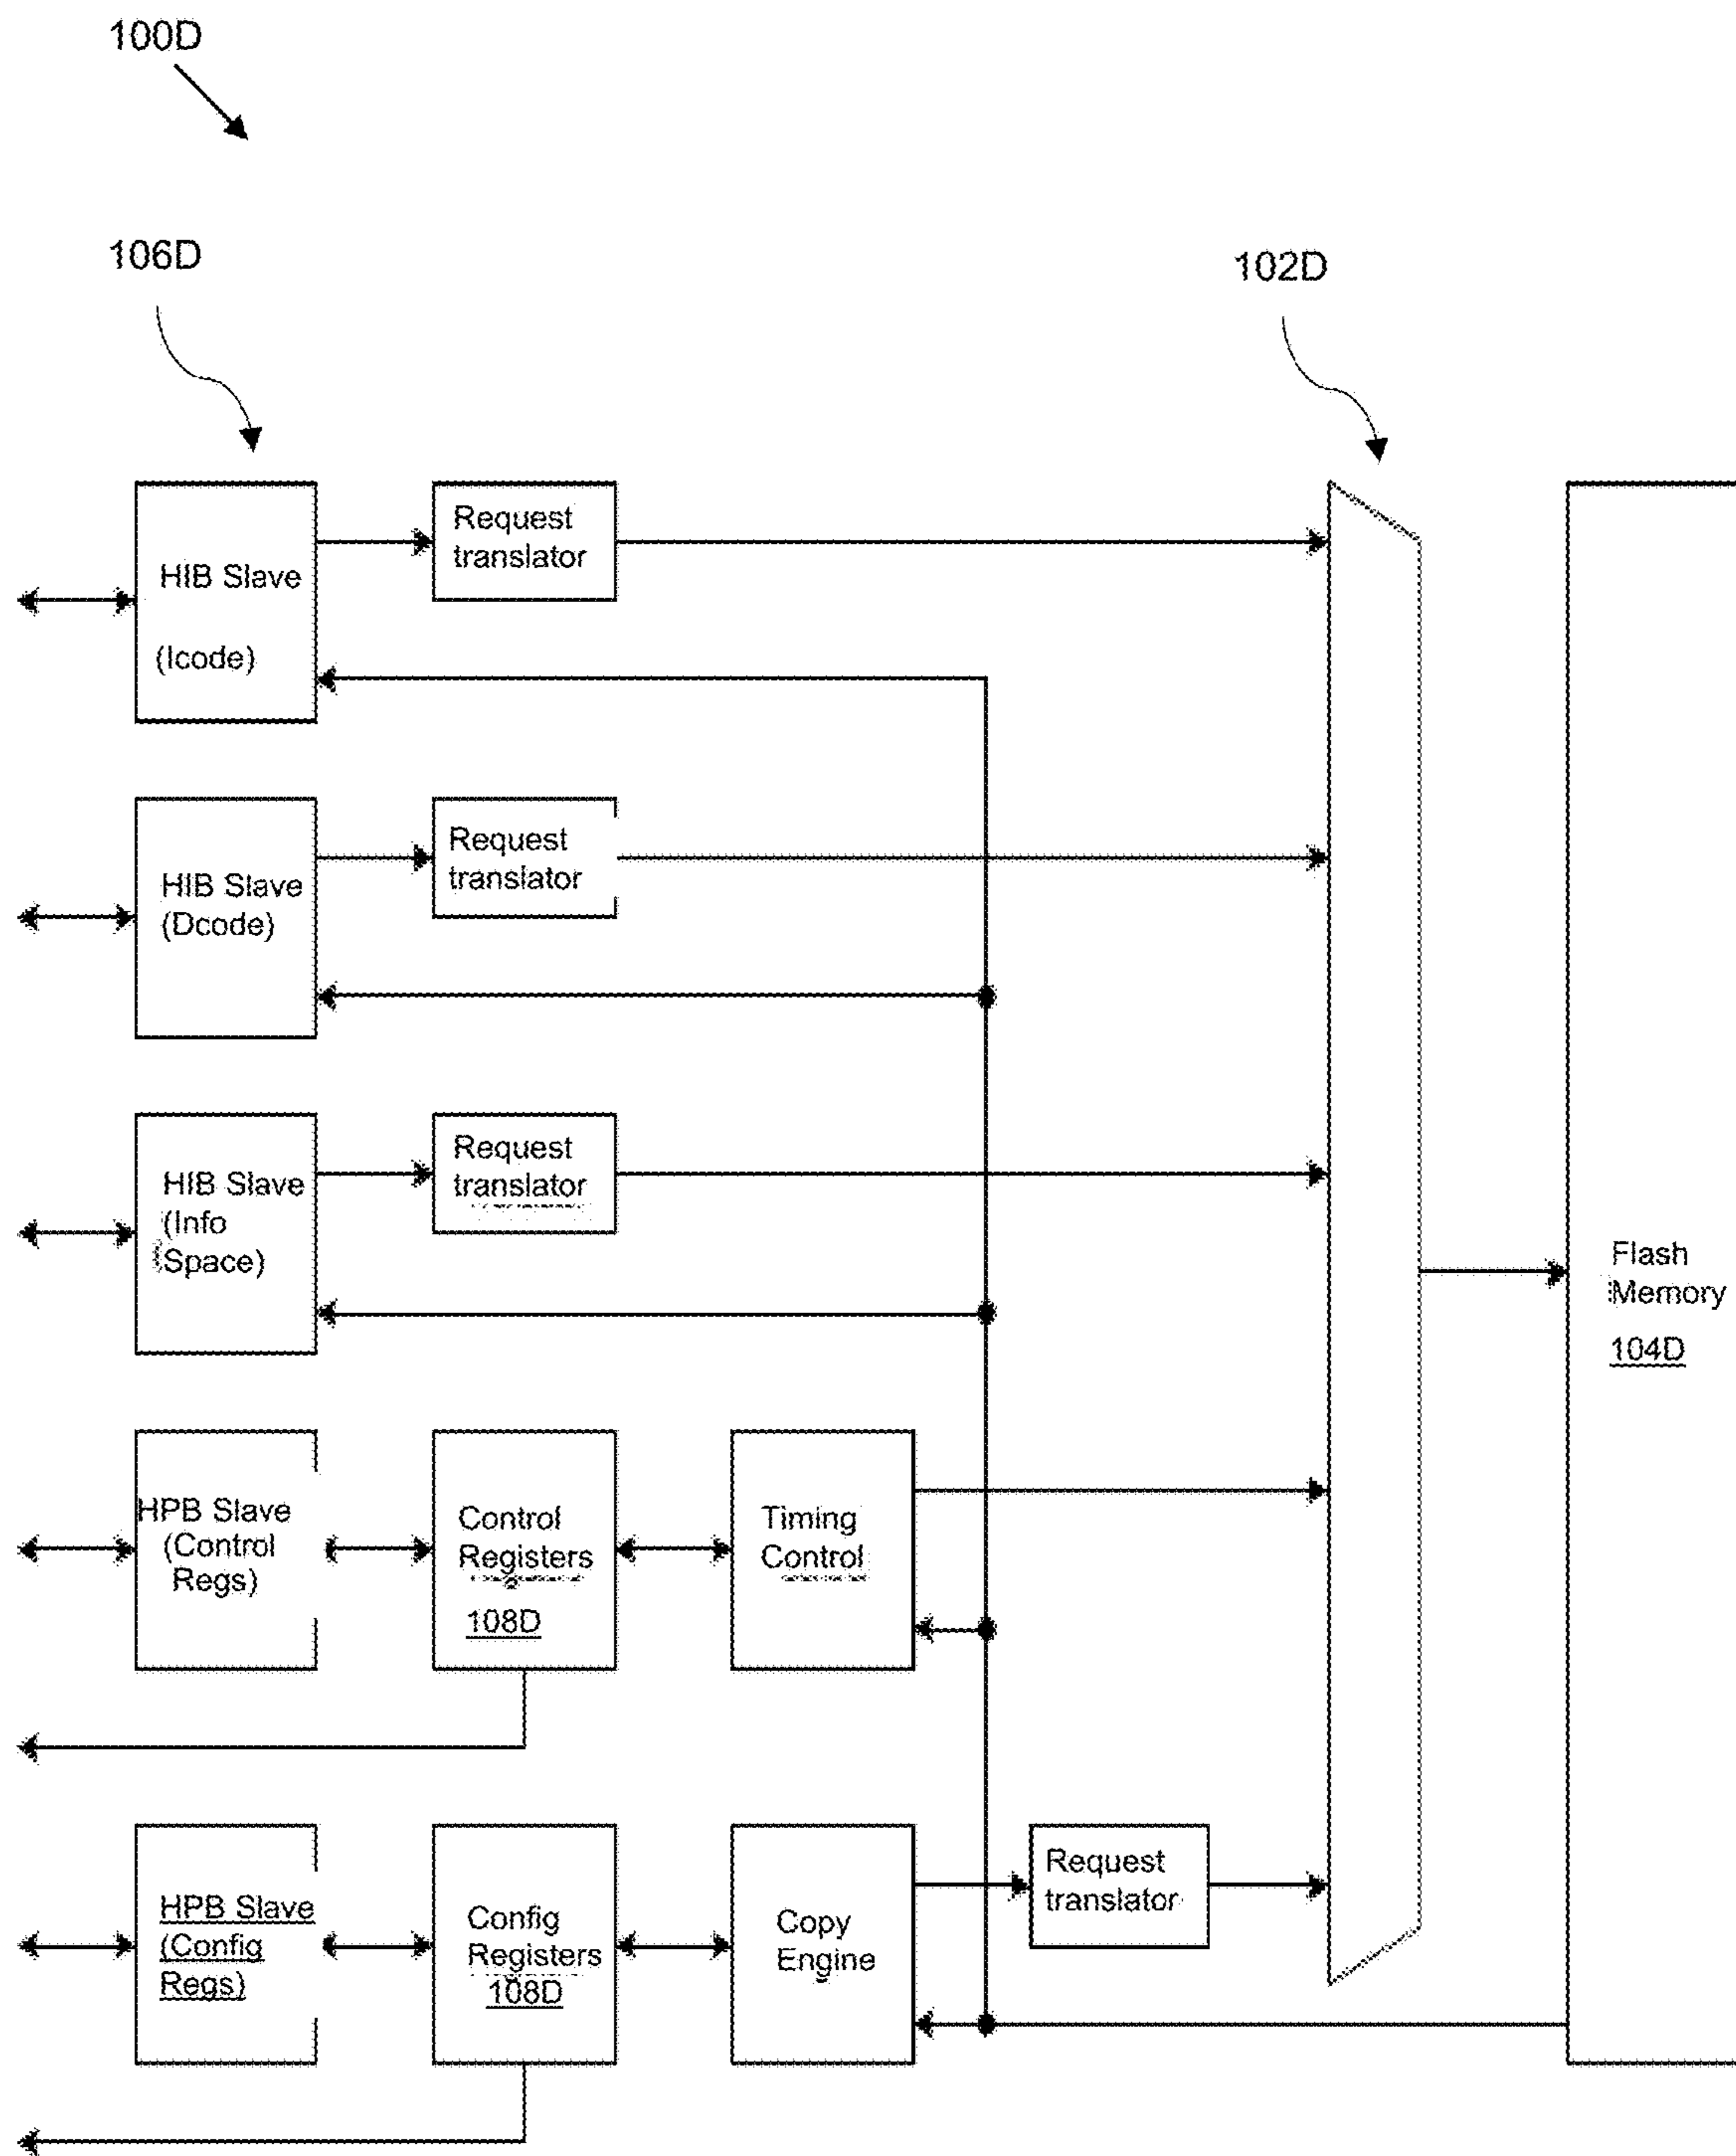 100D
106D
102D
HIB Slave
(Icode)
Request
translator
HIB Slave
(Dcode)
Request
translator
HIB Slave
(Info
Space)
Request
translator
Flash
Memory
104D
HPB Slave
(Control
Regs)
Control
Registers
108D
Timing
Control
HPB Slave
(Config
Regs)
Config
Registers
108D
Copy
Engine
Request
translator